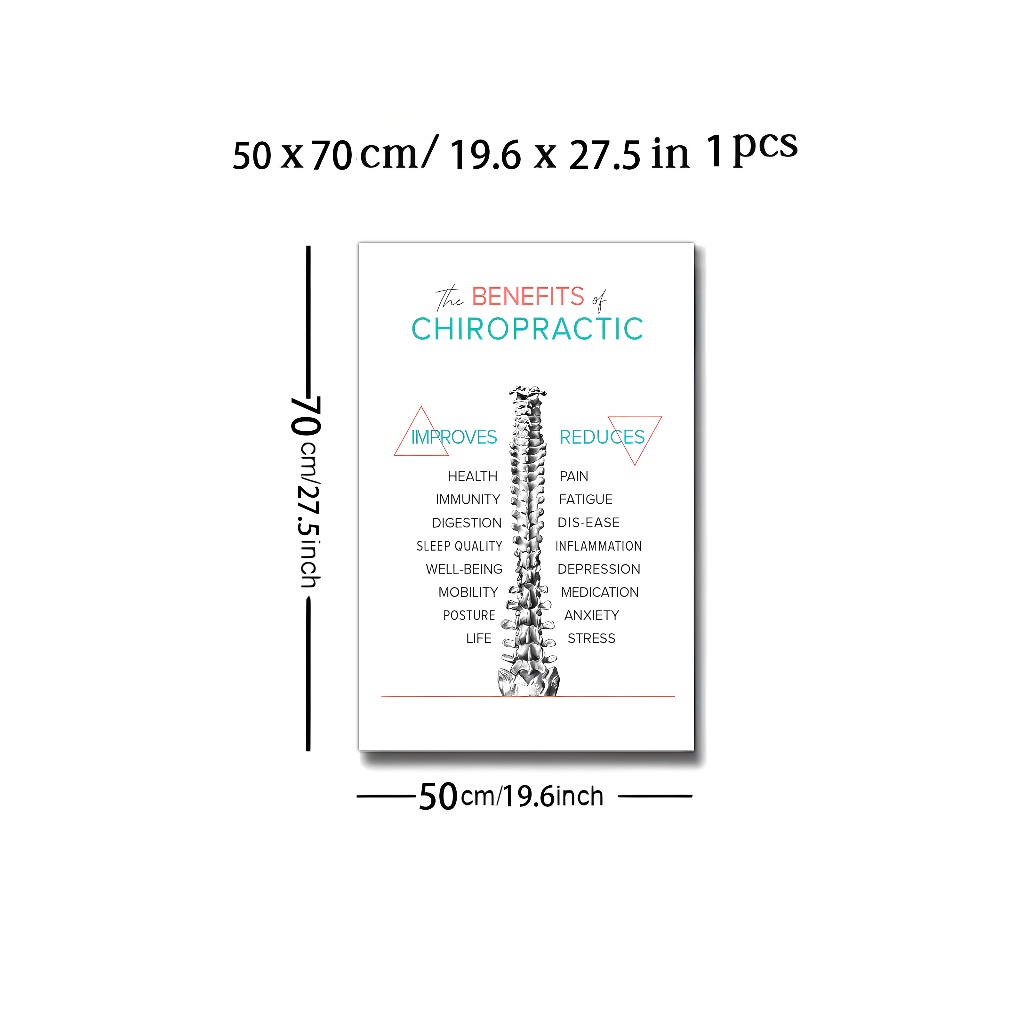 50 x 70 cm/ 19.6 x 27.5 in 1 pcs
The BENEFITS of
CHIROPRACTIC
IMPROVES
HEALTH
IMMUNITY
DIGESTION
SLEEP QUALITY
WELL-BEING
MOBILITY
POSTURE
LIFE
REDUCES
PAIN
FATIGUE
DIS-EASE
INFLAMMATION
DEPRESSION
MEDICATION
ANXIETY
STRESS
70 cm/27.5inch
50cm/19.6inch